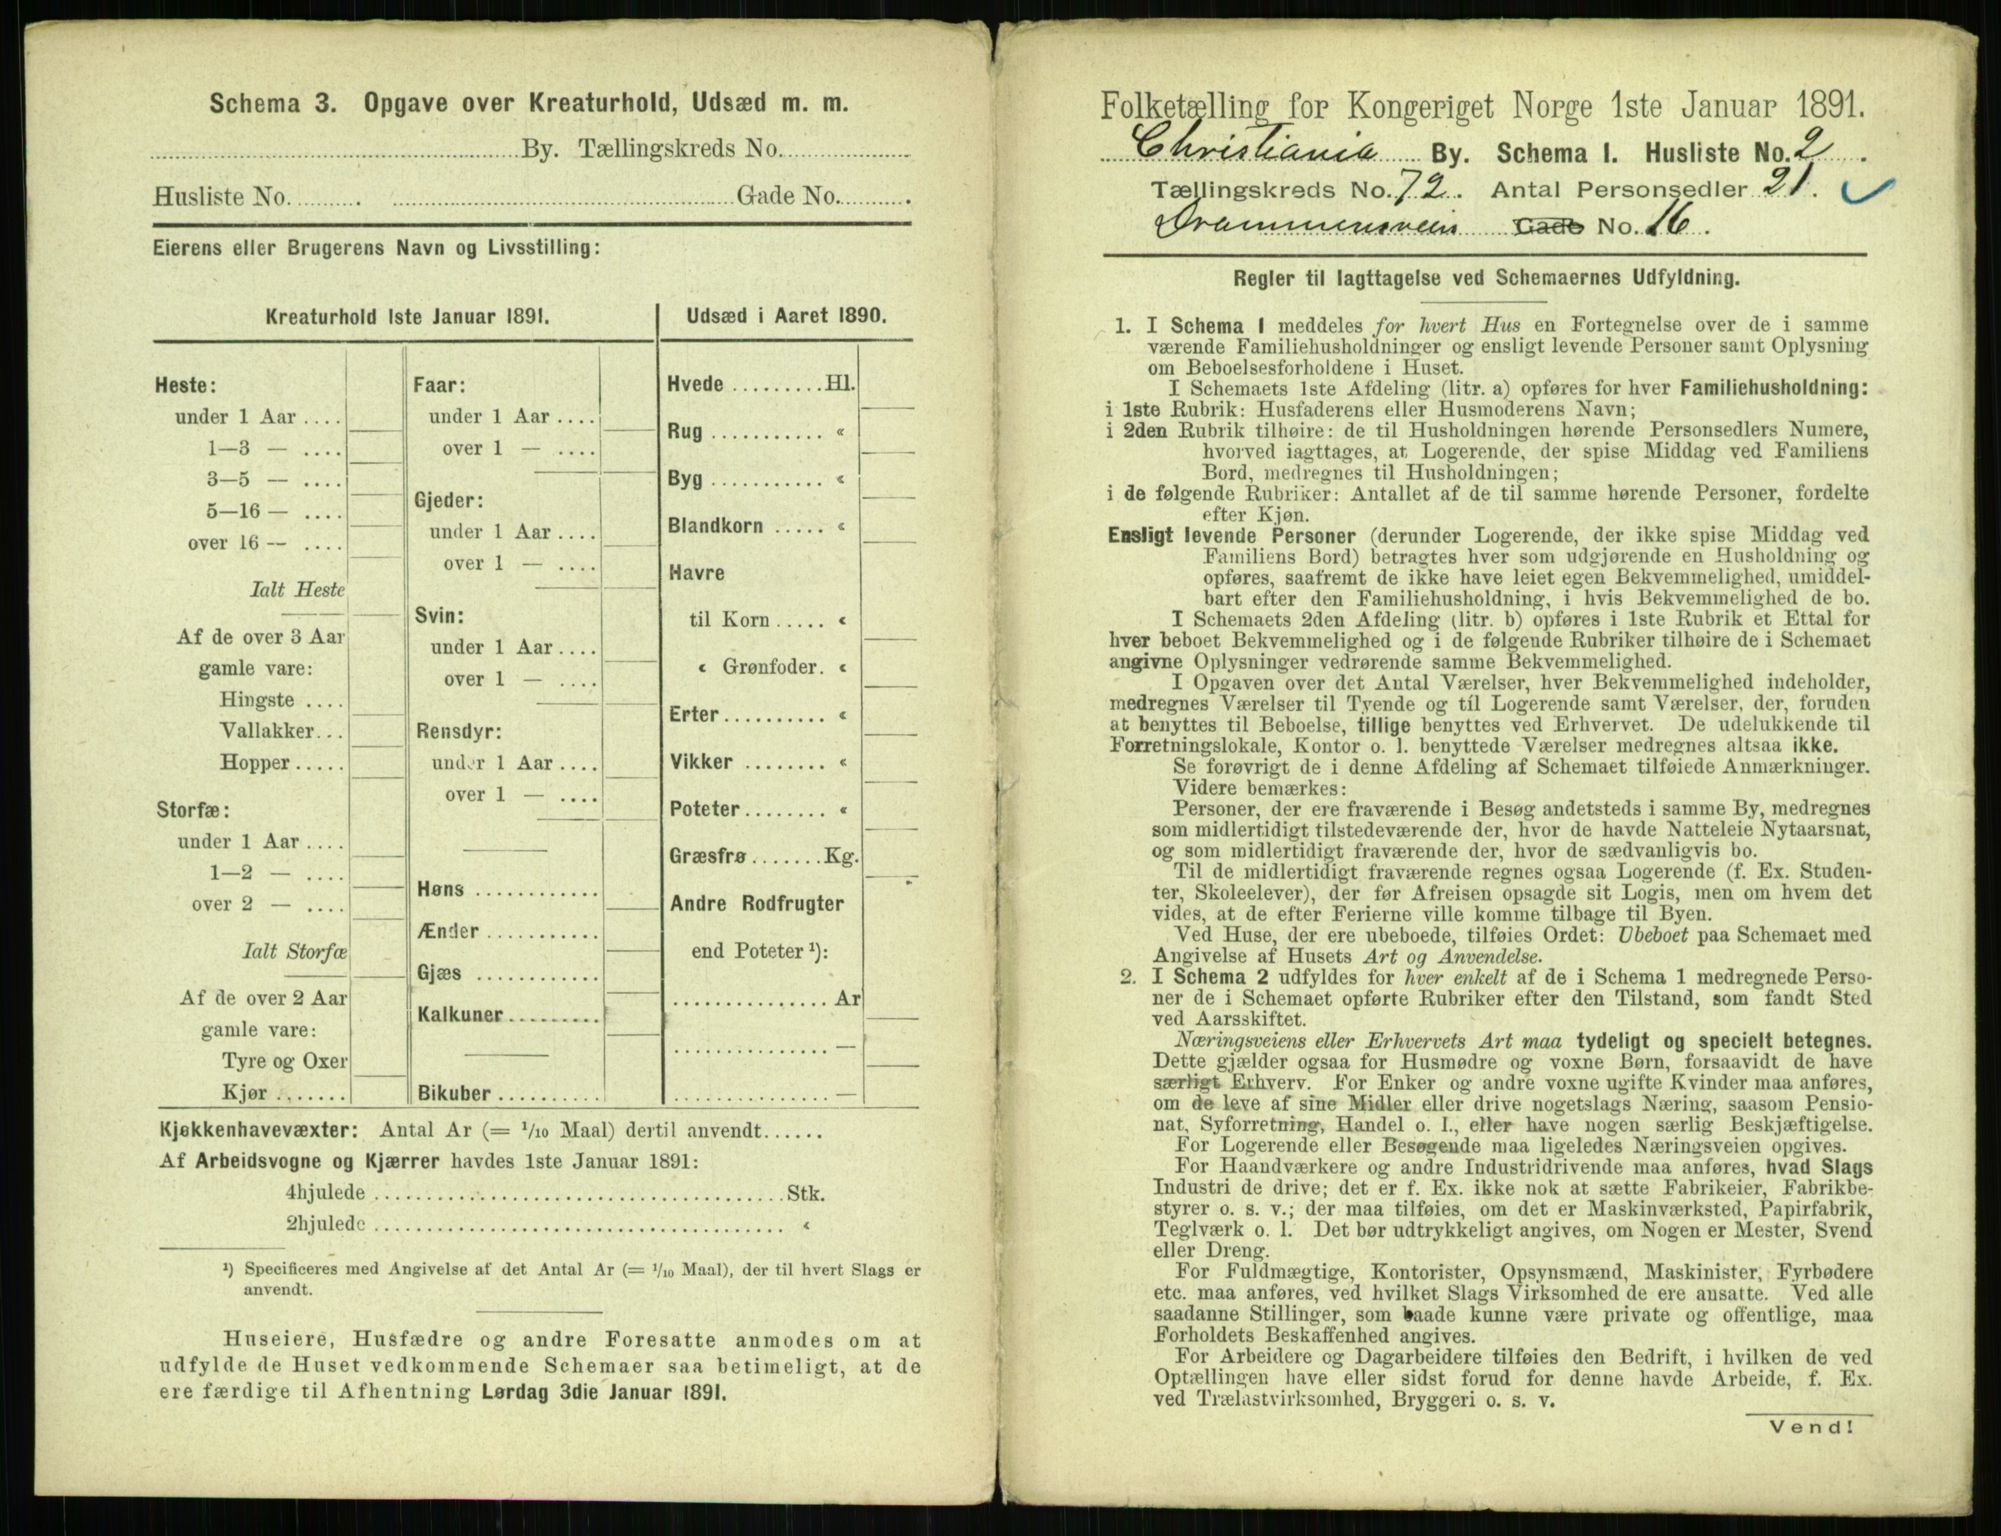 Schema 3. Opgave over Kreaturhold, Udsæd m. m.
By. Tællingskreds No.
Husliste No. Gade No.
Eierens eller Brugerens Navn og Livsstilling:
Kreaturhold 1ste Januar 1891.
Heste:
under 1 Aar ....
1—3 — ....
3—5 — ....
5—16 — ....
over 16 — ....
Ialt Heste
Af de over 3 Aar
gamle vare:
Hingste ....
Vallakker...
Hopper.....
Storfæ:
under 1 Aar ....
1—2 — ....
over 2 — ....
Ialt Storfæ
Af de over 2 Aar
gamle vare:
Tyre og Oxer
Kjør .......
Faar:
under 1 Aar ....
over 1 — ....
Gjeder:
under 1 Aar ....
over 1 — ....
Svin:
under 1 Aar ....
over 1 — ....
Rensdyr:
under 1 Aar ....
over 1 — ....
Høns ............
Ænder ...........
Gjæs ............
Kalkuner .........
Bikuber ..........
Udsæd i Aaret 1890.
Hvede .........Hl.
Rug ........... «
Byg ........... «
Blandkorn ..... «
Havre
til Korn ..... «
« Grønfoder. «
Erter.......... «
Vikker ........ «
Poteter........ «
Græsfrø .......Kg.
Andre Rodfrugter
end Poteter ¹):
............... Ar
............... —
............... —
Kjøkkenhavevæxter: Antal Ar (= 1/10 Maal) dertil anvendt......
Af Arbeidsvogne og Kjærrer havdes 1ste Januar 1891:
4hjulede ........................................Stk.
2hjulede ........................................ «
¹) Specificeres med Angivelse af det Antal Ar (= 1/10 Maal), der til hvert Slags er
anvendt.
Huseiere, Husfædre og andre Foresatte anmodes om at
udfylde de Huset vedkommende Schemaer saa betimeligt, at de
ere færdige til Afhentning Lørdag 3die Januar 1891.
Folketælling for Kongeriget Norge 1ste Januar 1891.
Christiania By. Schema I. Husliste No. 2.
Tællingskreds No. 72. Antal Personsedler 21.
Drammensveien Gade No. 16.
Regler til Iagttagelse ved Schemaernes Udfyldning.
1. I Schema 1 meddeles for hvert Hus en Fortegnelse over de i samme
værende Familiehusholdninger og ensligt levende Personer samt Oplysning
om Beboelsesforholdene i Huset.
I Schemaets 1ste Afdeling (litr. a) opføres for hver Familiehusholdning:
i 1ste Rubrik: Husfaderens eller Husmoderens Navn;
i 2den Rubrik tilhøire: de til Husholdningen hørende Personsedlers Numere,
hvorved iagttages, at Logerende, der spise Middag ved Familiens
Bord, medregnes til Husholdningen;
i de følgende Rubriker: Antallet af de til samme hørende Personer, fordelte
efter Kjøn.
Ensligt levende Personer (derunder Logerende, der ikke spise Middag ved
Familiens Bord) betragtes hver som udgjørende en Husholdning og
opføres, saafremt de ikke have leiet egen Bekvemmelighed, umiddel-
bart efter den Familiehusholdning, i hvis Bekvemmelighed de bo.
I Schemaets 2den Afdeling (litr. b) opføres i 1ste Rubrik et Ettal for
hver beboet Bekvemmelighed og i de følgende Rubriker tilhøire de i Schemaet
angivne Oplysninger vedrørende samme Bekvemmelighed.
I Opgaven over det Antal Værelser, hver Bekvemmelighed indeholder,
medregnes Værelser til Tyende og til Logerende samt Værelser, der, foruden
at benyttes til Beboelse, tillige benyttes ved Erhvervet. De udelukkende til
Forretningslokale, Kontor o. l. benyttede Værelser medregnes altsaa ikke.
Se forøvrigt de i denne Afdeling af Schemaet tilføiede Anmærkninger.
Videre bemærkes:
Personer, der ere fraværende i Besøg andetsteds i samme By, medregnes
som midlertidigt tilstedeværende der, hvor de havde Natteleie Nytaarsnat,
og som midlertidigt fraværende der, hvor de sædvanligvis bo.
Til de midlertidigt fraværende regnes ogsaa Logerende (f. Ex. Studen-
ter, Skoleelever), der før Afreisen opsagde sit Logis, men om hvem det
vides, at de efter Ferierne ville komme tilbage til Byen.
Ved Huse, der ere ubeboede, tilføies Ordet: Ubeboet paa Schemaet med
Angivelse af Husets Art og Anvendelse.
2. I Schema 2 udfyldes for hver enkelt af de i Schema 1 medregnede Perso-
ner de i Schemaet opførte Rubriker efter den Tilstand, som fandt Sted
ved Aarsskiftet.
Næringsveiens eller Erhvervets Art maa tydeligt og specielt betegnes.
Dette gjælder ogsaa for Husmødre og voxne Børn, forsaavidt de have
særligt Erhverv. For Enker og andre voxne ugifte Kvinder maa anføres,
om de leve af sine Midler eller drive nogetslags Næring, saasom Pensio-
nat, Syforretning, Handel o. l., eller have nogen særlig Beskjæftigelse.
For Logerende eller Besøgende maa ligeledes Næringsveien opgives.
For Haandværkere og andre Industridrivende maa anføres, hvad Slags
Industri de drive; det er f. Ex. ikke nok at sætte Fabrikeier, Fabrikbe-
styrer o. s. v.; der maa tilføies, om det er Maskinværksted, Papirfabrik,
Teglværk o. l. Det bør udtrykkeligt angives, om Nogen er Mester, Svend
eller Dreng.
For Fuldmægtige, Kontorister, Opsynsmænd, Maskinister, Fyrbødere
etc. maa anføres, ved hvilket Slags Virksomhed de ere ansatte. Ved alle
saadanne Stillinger, som baade kunne være private og offentlige, maa
Forholdets Beskaffenhed angives.
For Arbeidere og Dagarbeidere tilføies den Bedrift, i hvilken de ved
Optællingen have eller sidst forud for denne havde Arbeide, f. Ex.
ved Trælastvirksomhed, Bryggeri o. s. v.
Vend!